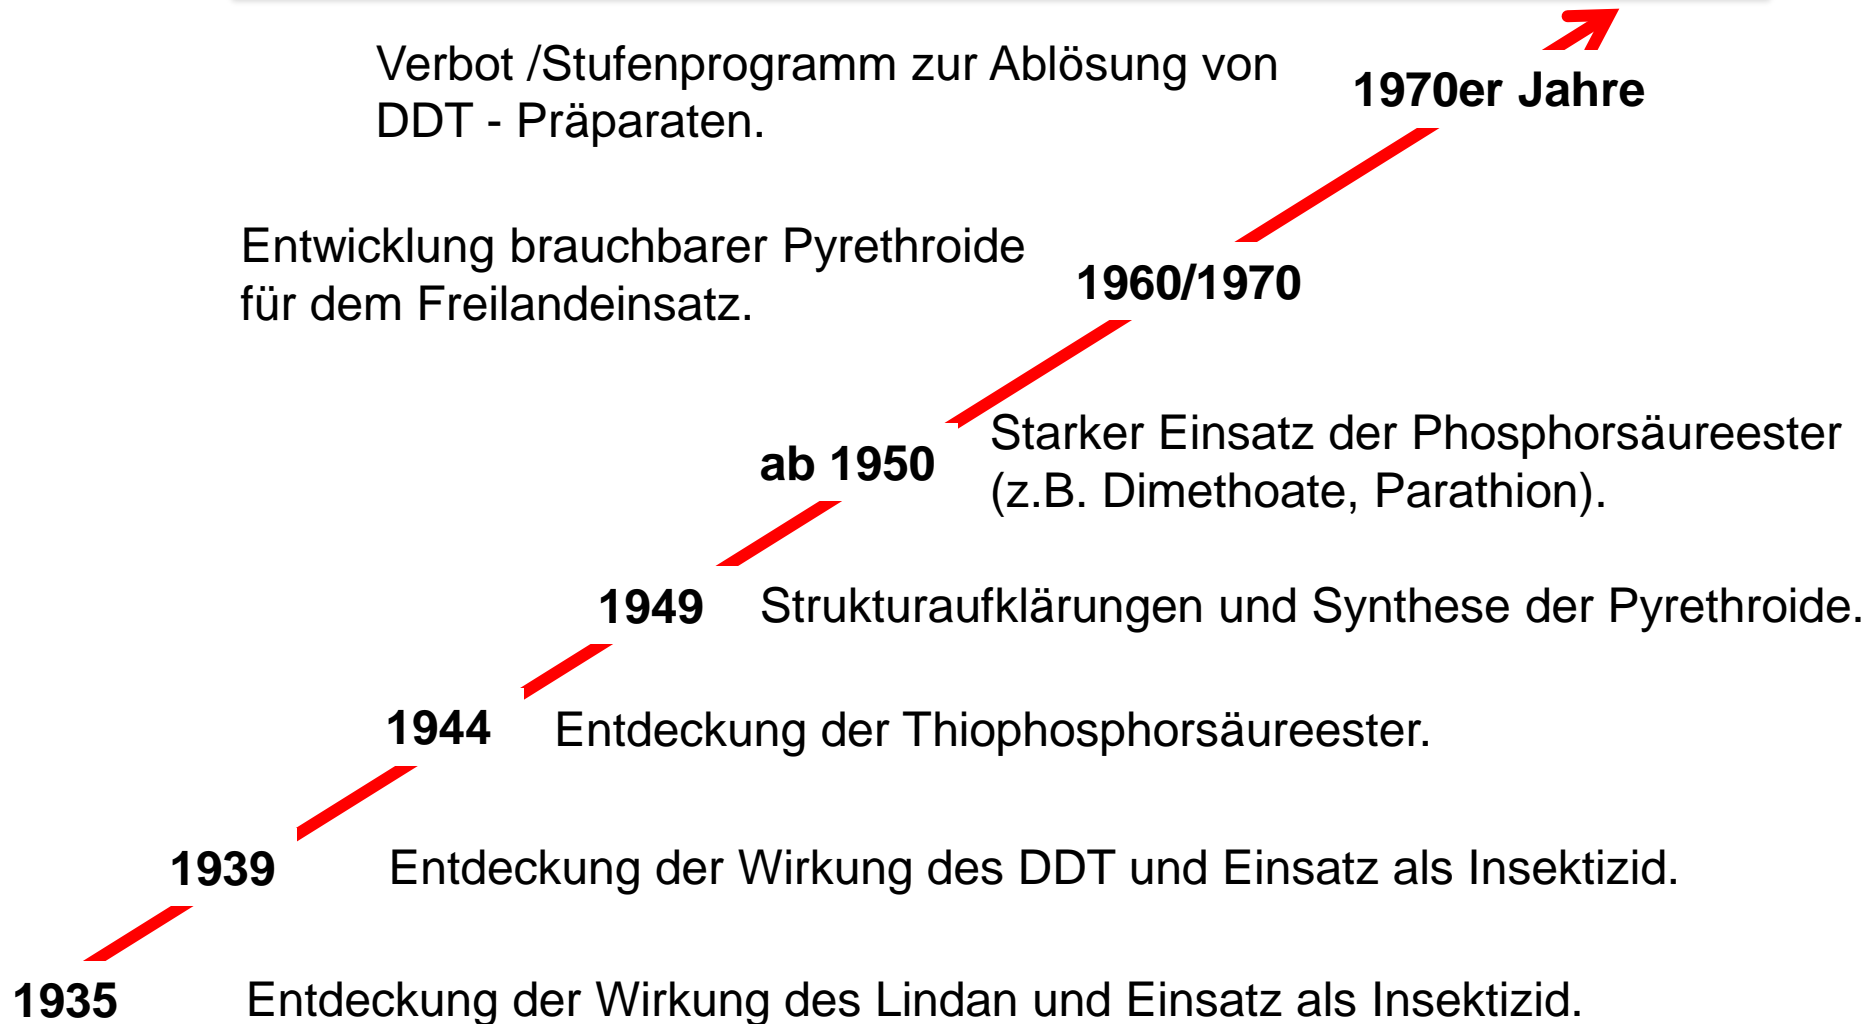 Verbot /Stufenprogramm zur Ablösung von
DDT - Präparaten.
1970er Jahre
Entwicklung brauchbarer Pyrethroide
für dem Freilandeinsatz.
1960/1970
ab 1950
Starker Einsatz der Phosphorsäureester
(z.B. Dimethoate, Parathion).
1949 Strukturaufklärungen und Synthese der Pyrethroide.
1944 Entdeckung der Thiophosphorsäureester.
1939 Entdeckung der Wirkung des DDT und Einsatz als Insektizid.
1935 Entdeckung der Wirkung des Lindan und Einsatz als Insektizid.